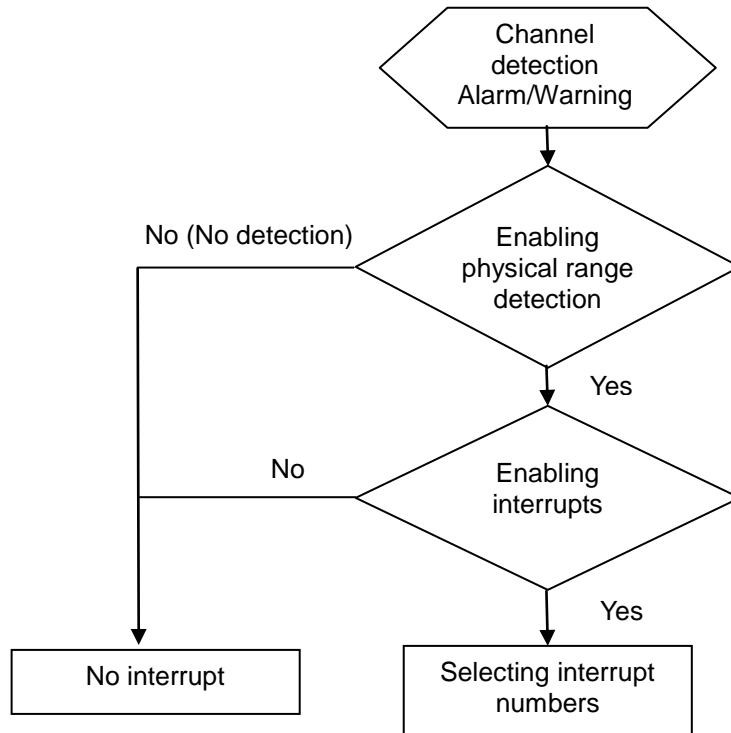 Channel
detection
Alarm/Warning
No (No detection)
Enabling
physical range
detection
Yes
No
Enabling
interrupts
Yes
No interrupt
Selecting interrupt
numbers